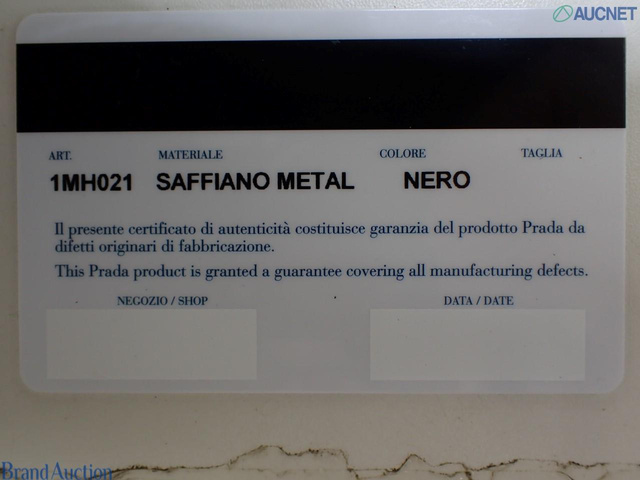 AUCNET
ART. MATERIALE COLORE TAGLIA
1MH021 SAFFIANO METAL NERO
Il presente certificato di autenticità costituisce garanzia del prodotto Prada da
difetti originari di fabbricazione.
This Prada product is granted a guarantee covering all manufacturing defects.
NEGOZIO / SHOP DATA / DATE
BrandAuction